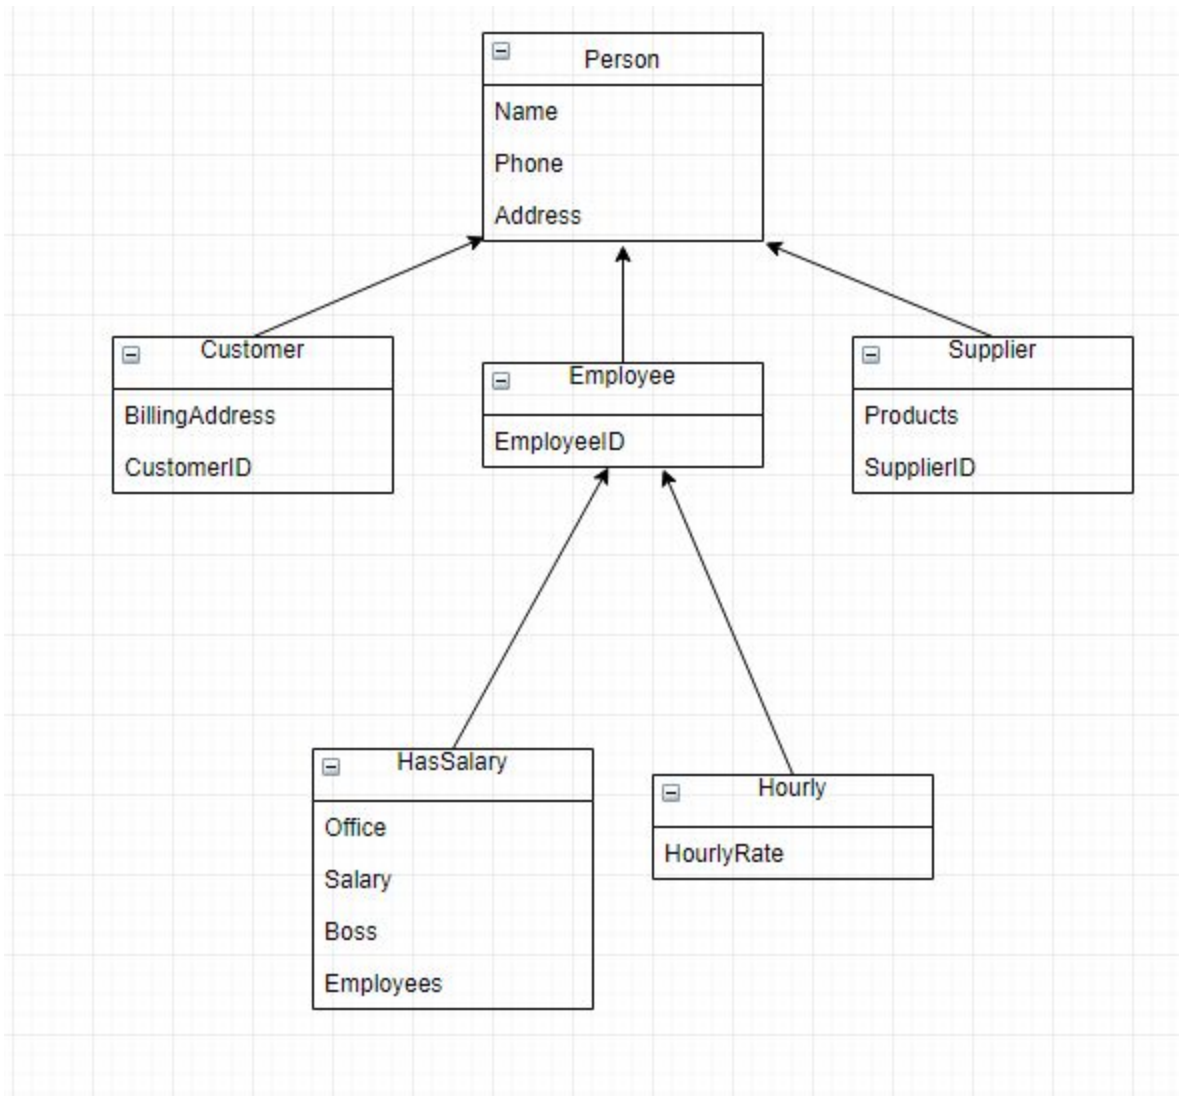 Person
Name
Phone
Address
Customer
BillingAddress
CustomerID
Employee
EmployeeID
Supplier
Products
SupplierID
HasSalary
Office
Salary
Boss
Employees
Hourly
HourlyRate